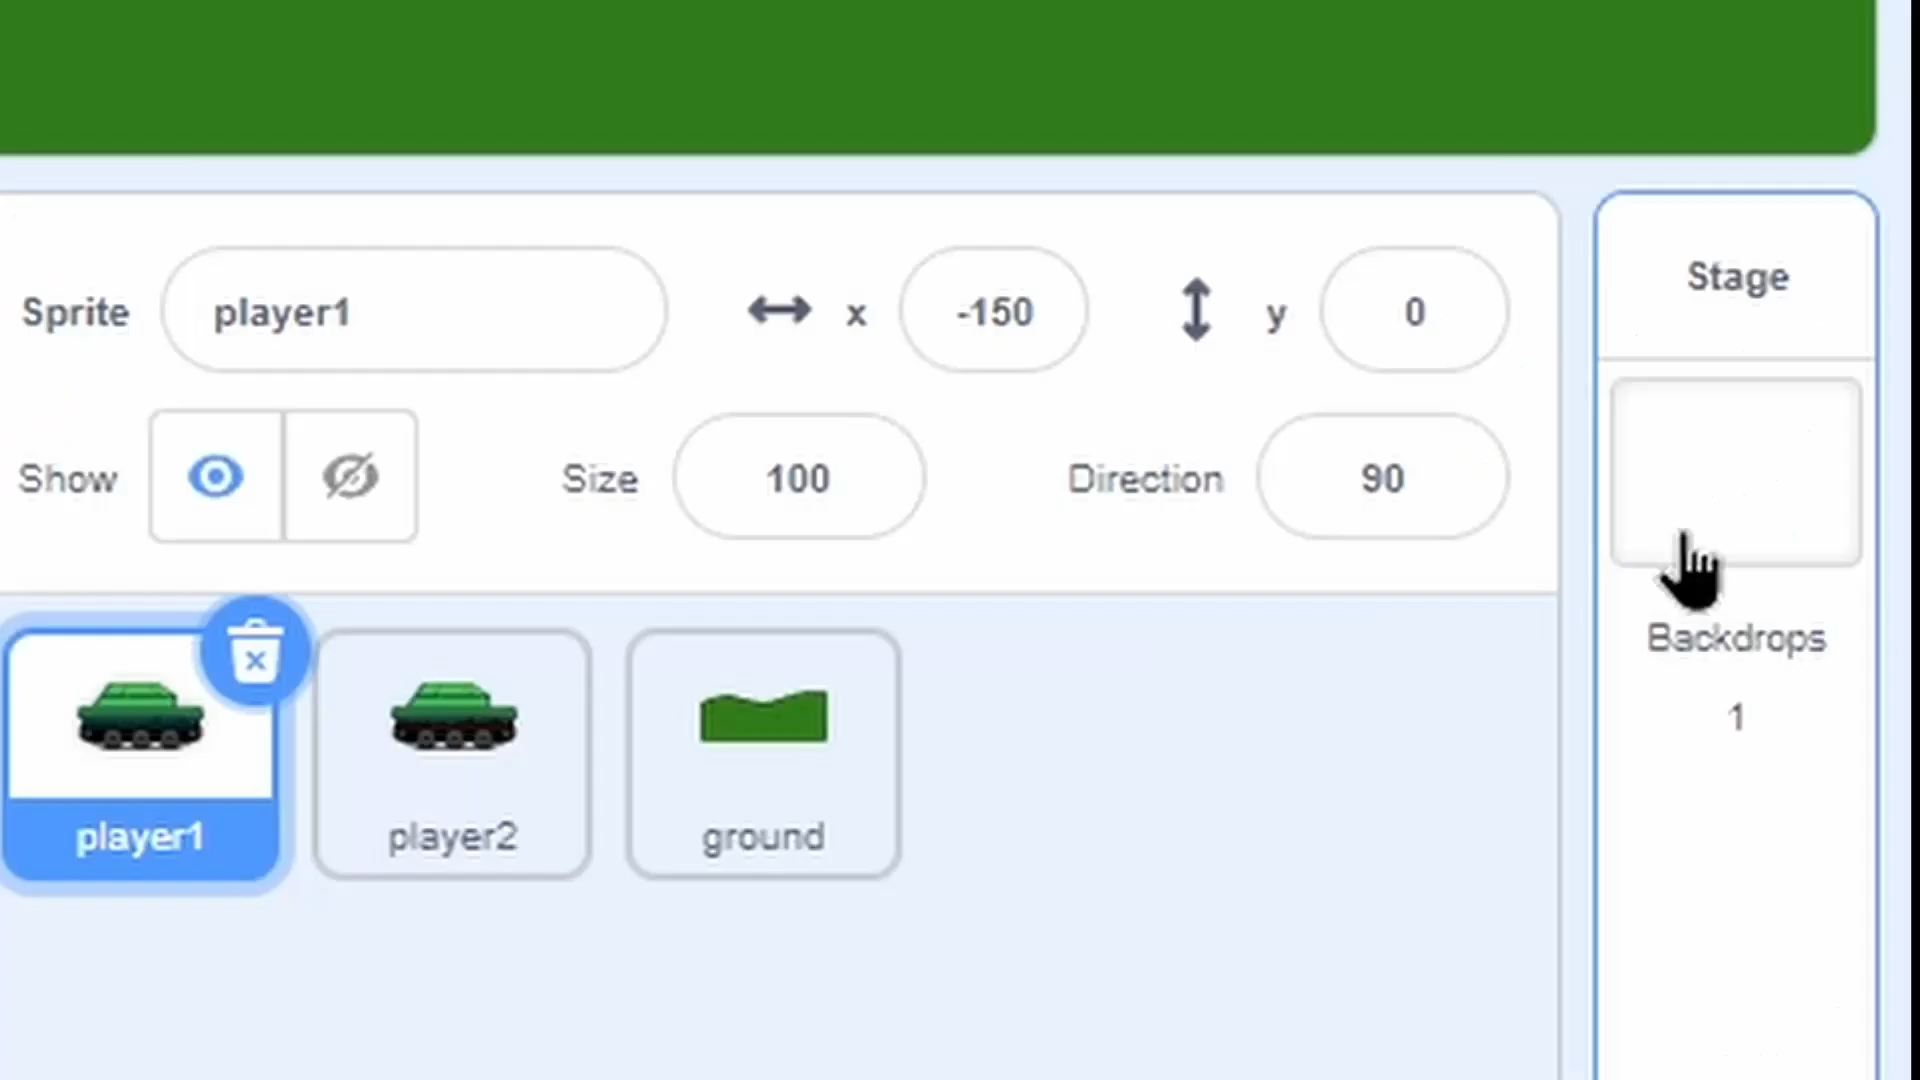 Sprite player1 x -150 y 0
Show Size 100 Direction 90
player1 player2 ground
Stage
Backdrops
1